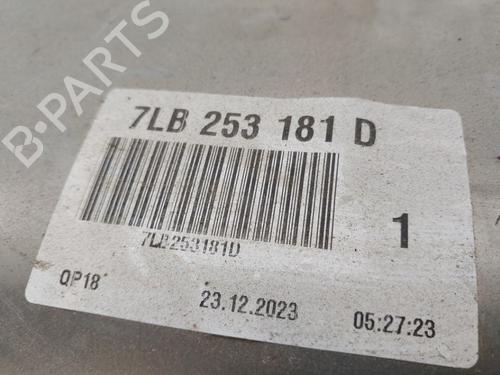 B-PARTS
7LB 253 181 D
7LB253181D
1
QP18
23.12.2023
05:27:23